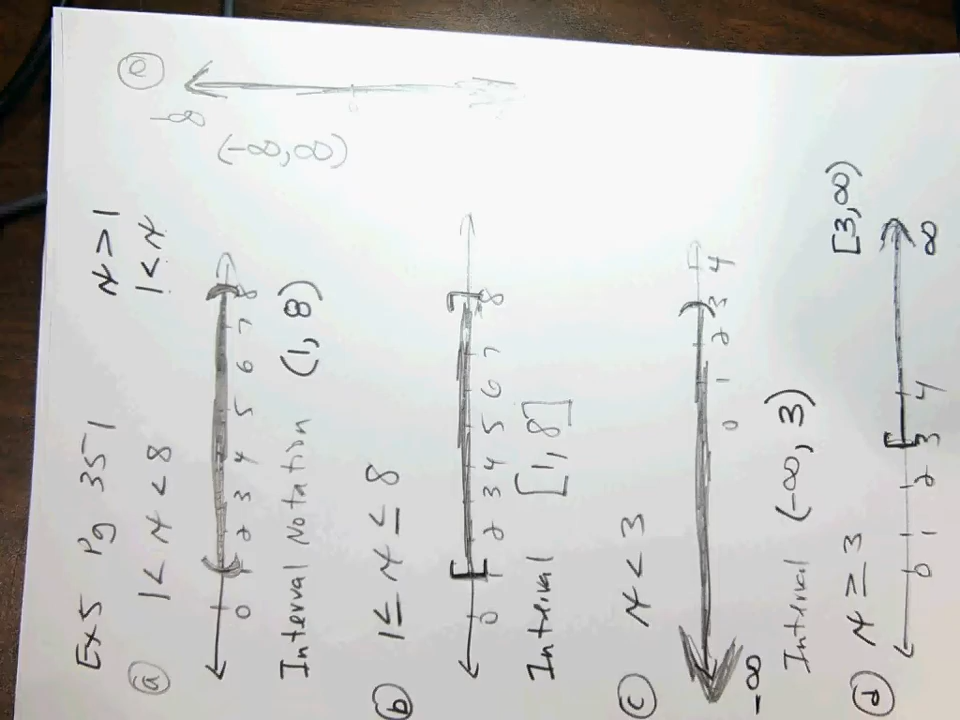 Ex 5 Pg 351
(a) 1 < x < 8
x > 1
1 < x
0 1 2 3 4 5 6 7 8
Interval Notation (1, 8)
(b) 1 ≤ x ≤ 8
0 1 2 3 4 5 6 7 8
Interval [1, 8]
(c) x < 3
-∞ 0 1 2 3 4
Interval (-∞, 3)
(d) x ≥ 3
[3, ∞)
0 1 2 3 4 ∞
(e)
-∞ 0
(-∞, ∞)